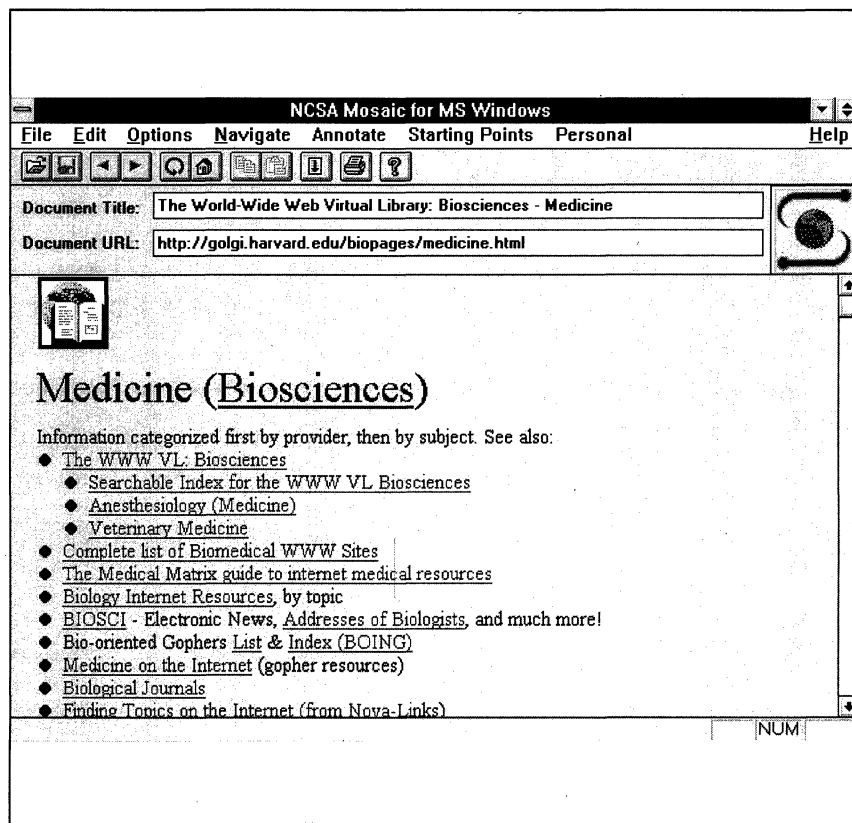 NCSA Mosaic for MS Windows
File Edit Options Navigate Annotate Starting Points Personal Help
Document Title: The World-Wide Web Virtual Library: Biosciences - Medicine
Document URL: http://golgi.harvard.edu/biopages/medicine.html
Medicine (Biosciences)
Information categorized first by provider, then by subject. See also:
The WWW VL: Biosciences
Searchable Index for the WWW VL Biosciences
Anesthesiology (Medicine)
Veterinary Medicine
Complete list of Biomedical WWW Sites
The Medical Matrix guide to internet medical resources
Biology Internet Resources, by topic
BIOSCI - Electronic News, Addresses of Biologists, and much more!
Bio-oriented Gophers List & Index (BOING)
Medicine on the Internet (gopher resources)
Biological Journals
Finding Topics on the Internet (from Nova-Links)
NUM